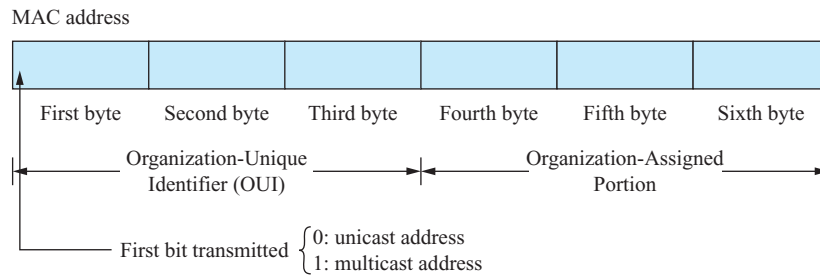 MAC address
First byte Second byte Third byte Fourth byte Fifth byte Sixth byte
Organization-Unique
Identifier (OUI)
Organization-Assigned
Portion
First bit transmitted
0: unicast address
1: multicast address